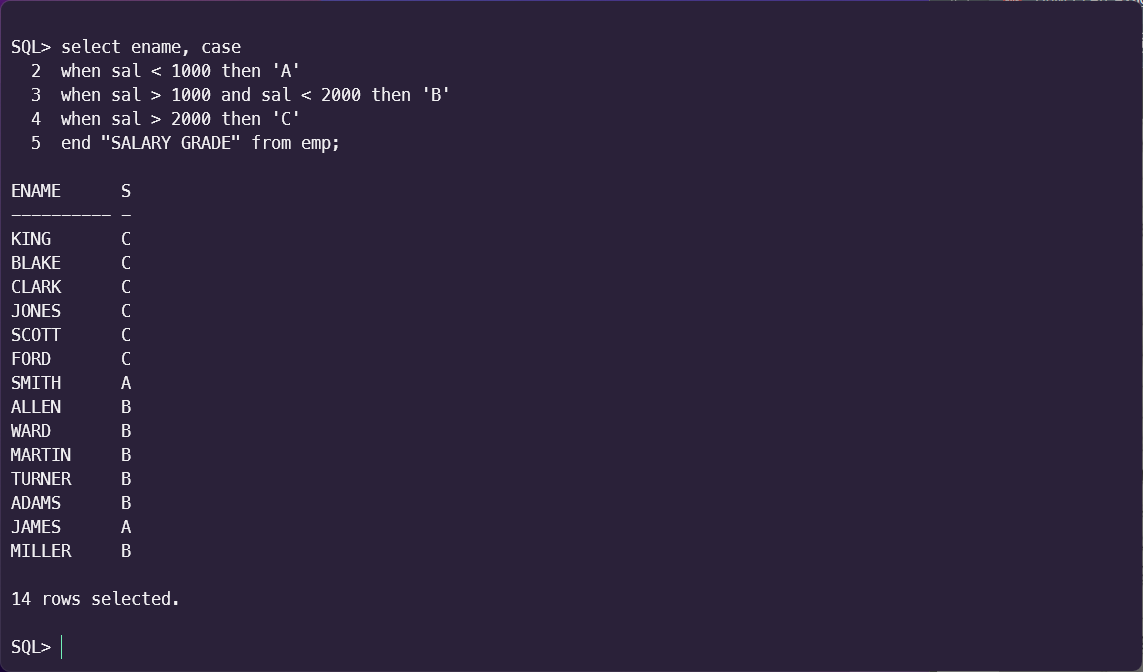 SQL> select ename, case
  2  when sal < 1000 then 'A'
  3  when sal > 1000 and sal < 2000 then 'B'
  4  when sal > 2000 then 'C'
  5  end "SALARY GRADE" from emp;
ENAME      S
---------- -
KING       C
BLAKE      C
CLARK      C
JONES      C
SCOTT      C
FORD       C
SMITH      A
ALLEN      B
WARD       B
MARTIN     B
TURNER     B
ADAMS      B
JAMES      A
MILLER     B
14 rows selected.
SQL>